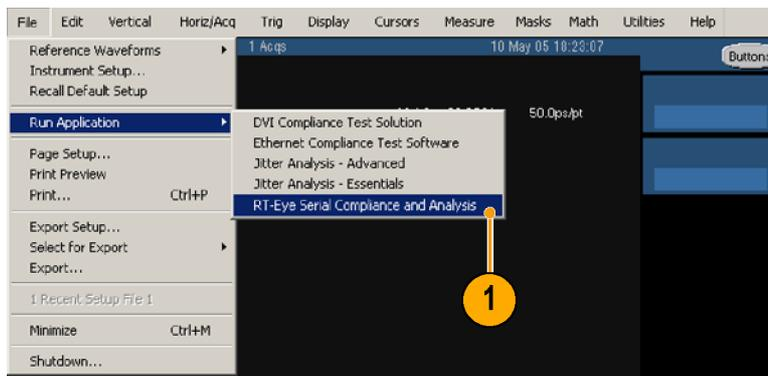 File Edit Vertical Horiz/Acq Trig Display Cursors Measure Masks Math Utilities Help
1 Acqs 10 May 05 18:23:07
Buttons
Reference Waveforms
Instrument Setup...
Recall Default Setup
Run Application
50.0ps/pt
DVI Compliance Test Solution
Ethernet Compliance Test Software
Jitter Analysis - Advanced
Jitter Analysis - Essentials
RT-Eye Serial Compliance and Analysis
Page Setup...
Print Preview
Print... Ctrl+P
Export Setup...
Select for Export
Export...
1 Recent Setup File 1
Minimize Ctrl+M
Shutdown...
1